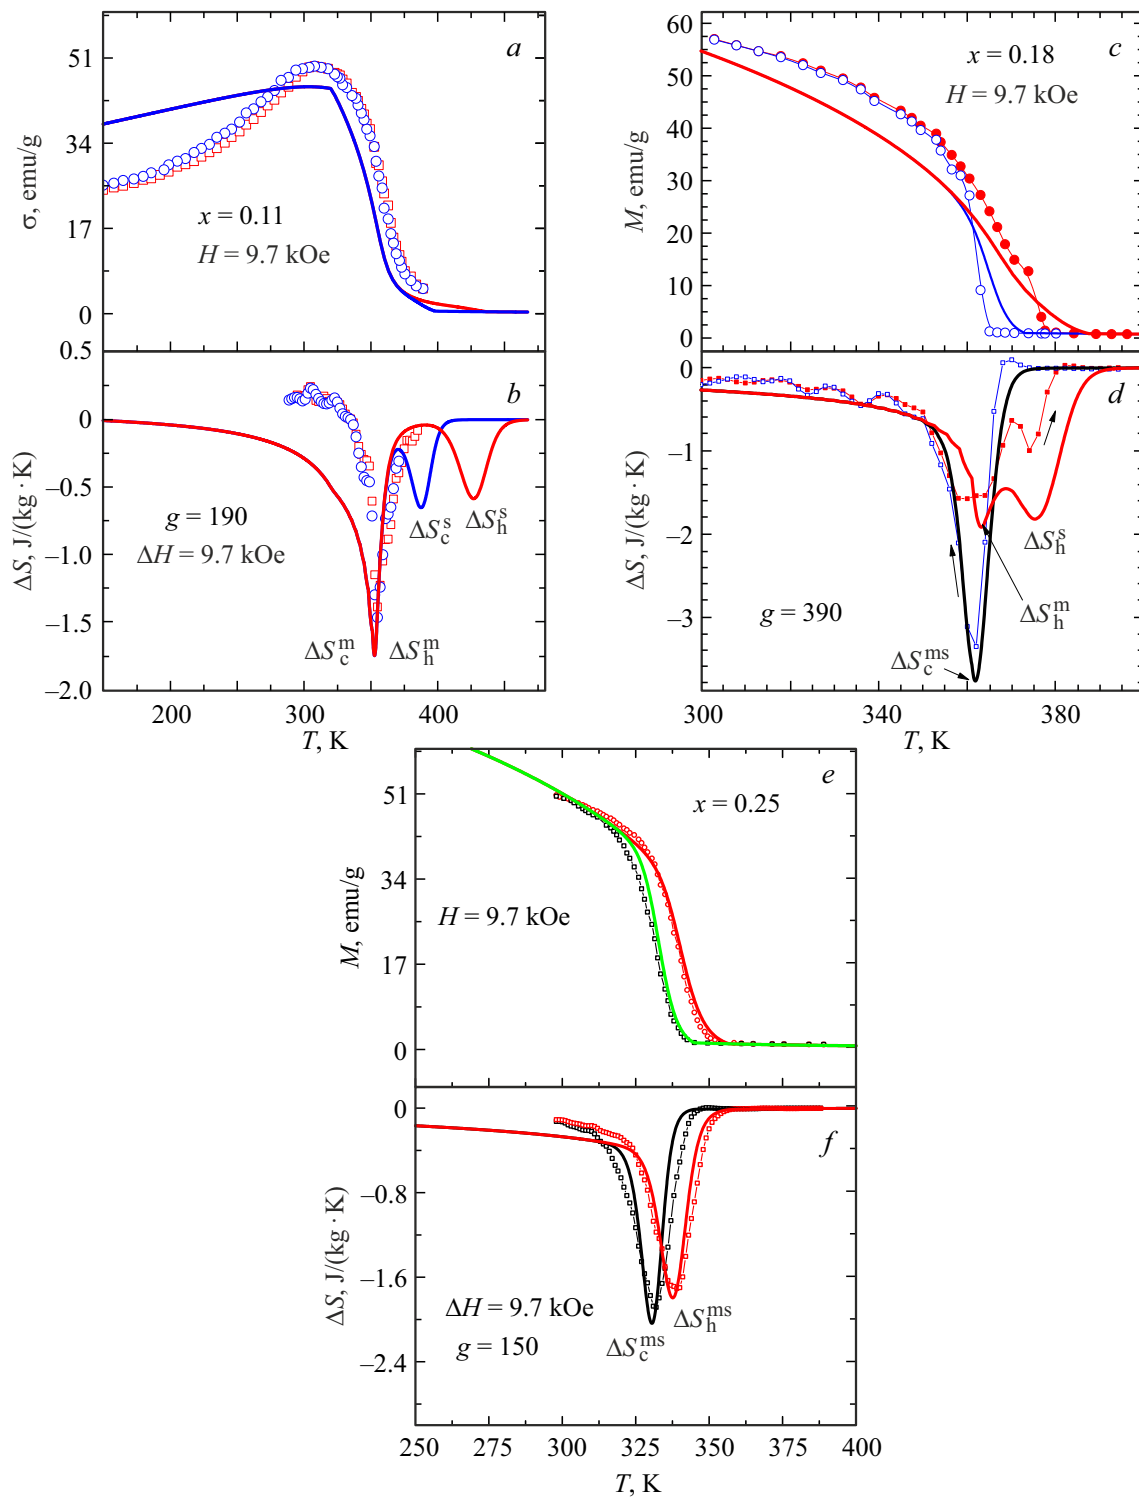 a
51
34
17
0
σ, emu/g
x = 0.11
H = 9.7 kOe
0.5
0
−0.5
−1.0
−1.5
−2.0
ΔS, J/(kg · K)
b
g = 190
ΔH = 9.7 kOe
ΔS_c^s
ΔS_h^s
ΔS_c^m
ΔS_h^m
200
300
400
T, K
c
60
50
40
30
20
10
0
M, emu/g
x = 0.18
H = 9.7 kOe
0
−1
−2
−3
ΔS, J/(kg · K)
d
ΔS_h^s
ΔS_h^m
g = 390
ΔS_c^ms
300
340
380
T, K
e
51
34
17
0
M, emu/g
x = 0.25
H = 9.7 kOe
0
−0.8
−1.6
−2.4
ΔS, J/(kg · K)
f
ΔH = 9.7 kOe
g = 150
ΔS_h^ms
ΔS_c^ms
250
275
300
325
350
375
400
T, K